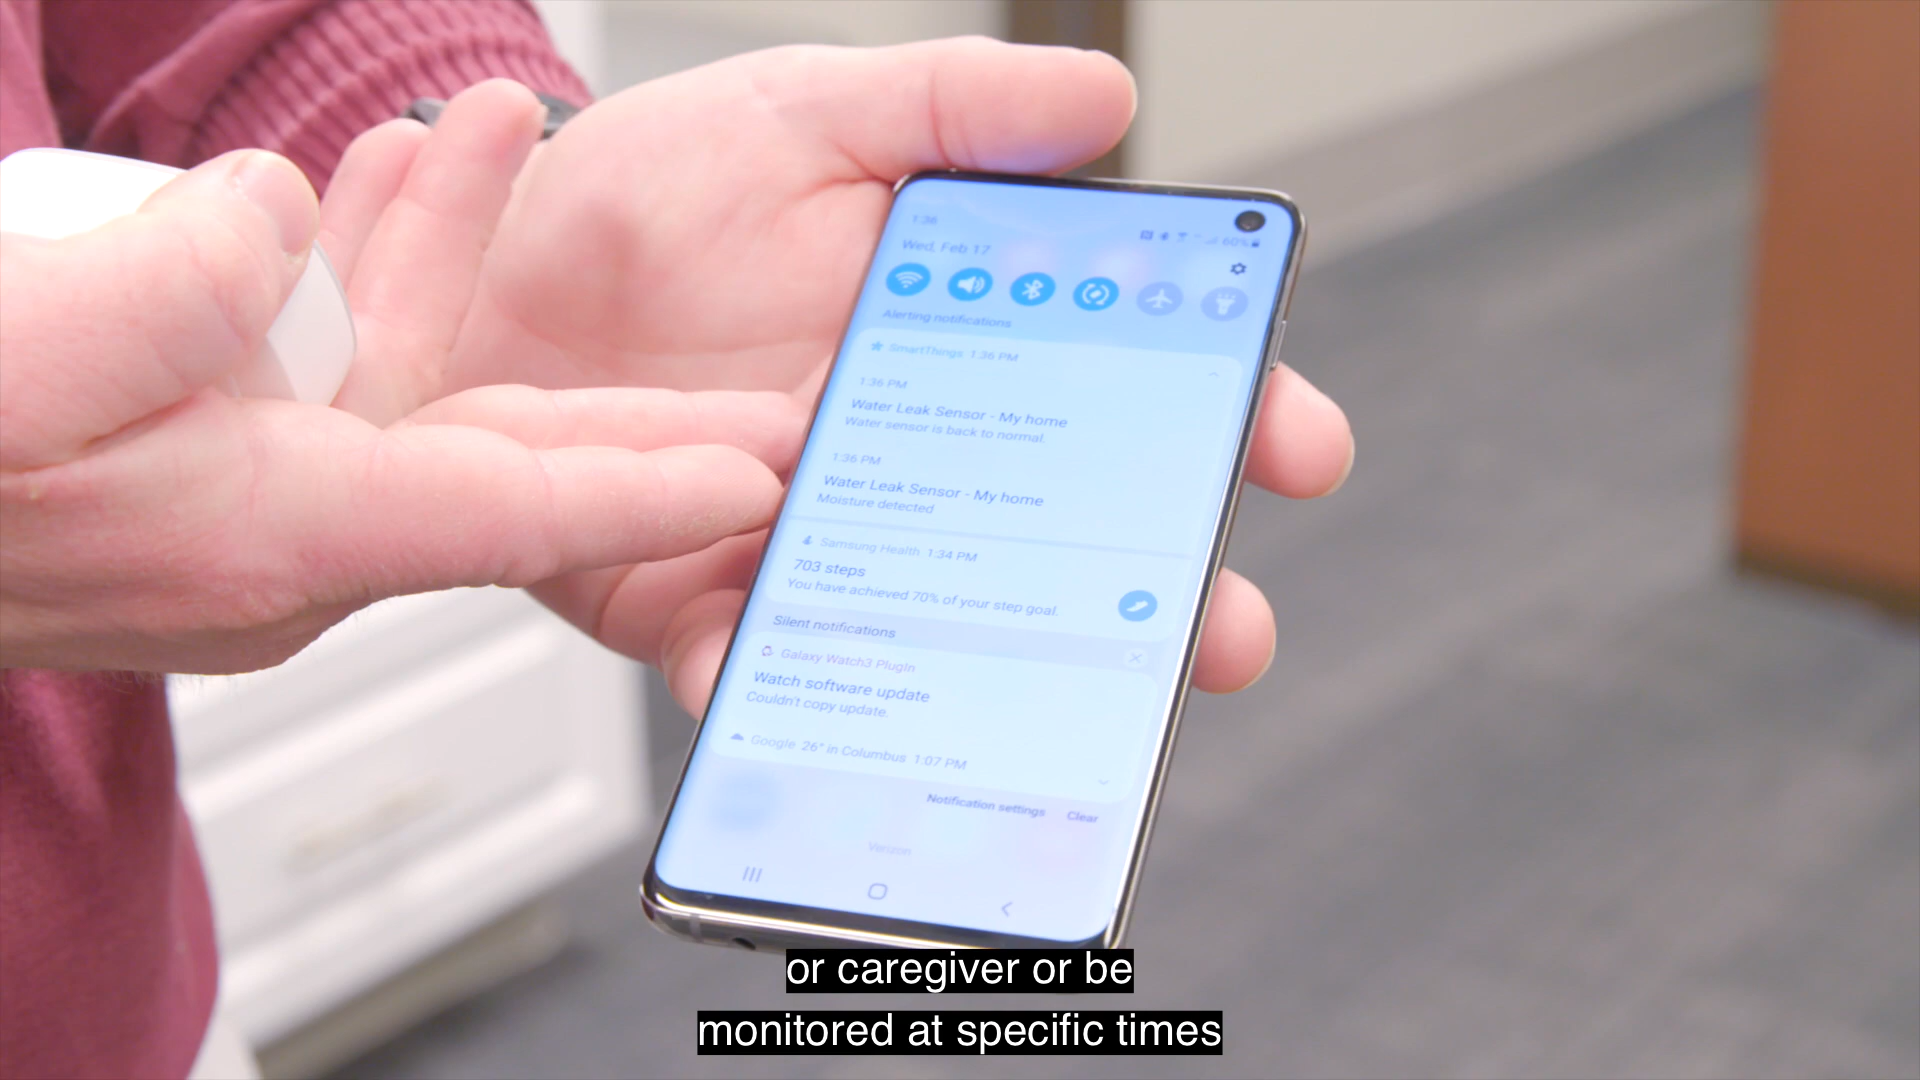 1:36
60%
Wed, Feb 17
Alerting notifications
SmartThings 1:36 PM
1:36 PM
Water Leak Sensor - My home
Water sensor is back to normal.
1:36 PM
Water Leak Sensor - My home
Moisture detected
Samsung Health 1:34 PM
703 steps
You have achieved 70% of your step goal.
Silent notifications
Galaxy Watch3 PlugIn
Watch software update
Couldn't copy update.
Google 26° in Columbus 1:07 PM
Notification settings Clear
Verizon
or caregiver or be
monitored at specific times